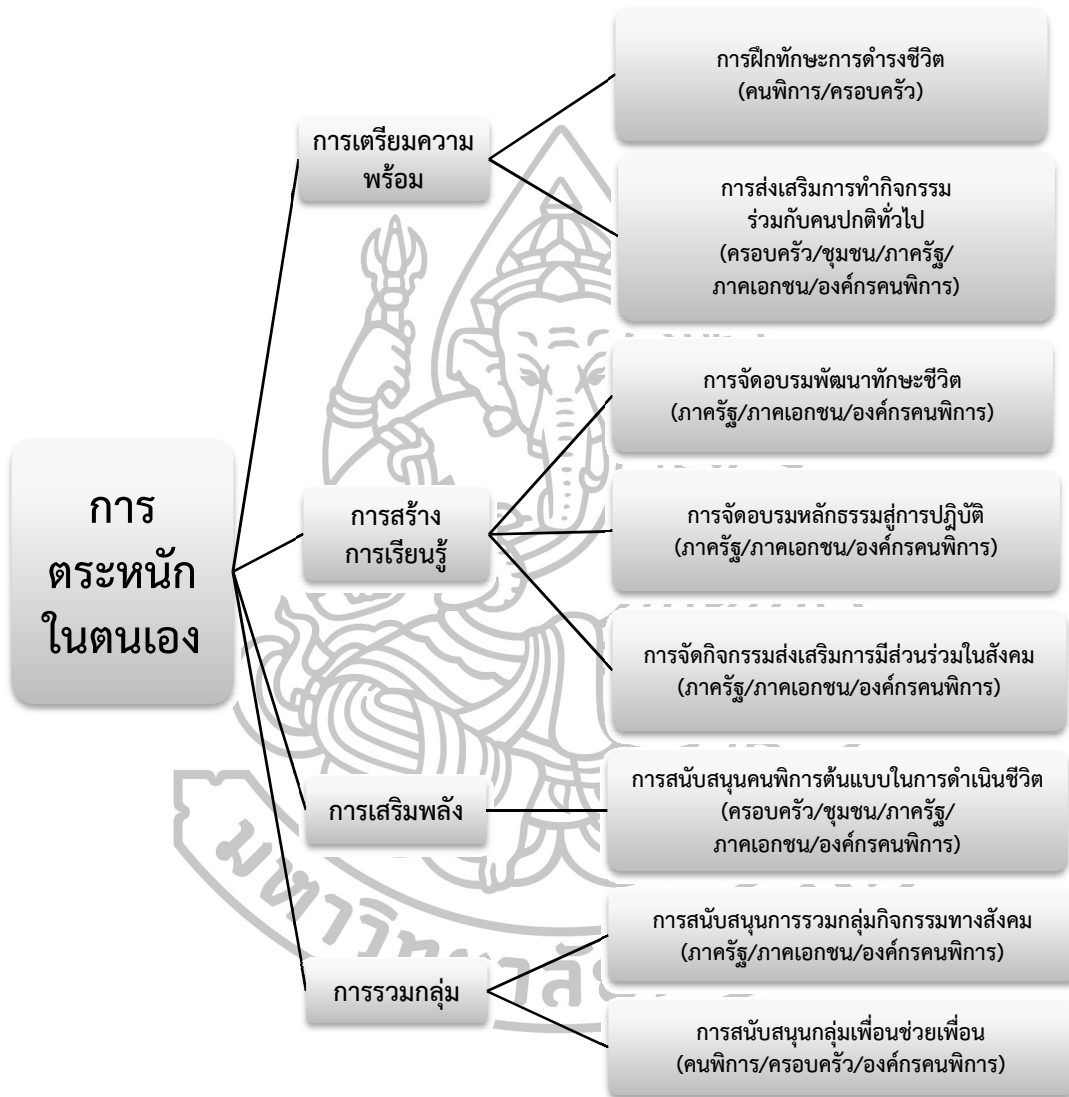 การ
ตระหนัก
ในตนเอง
การเตรียมความ
พร้อม
การฝึกทักษะการดำรงชีวิต
(คนพิการ/ครอบครัว)
การส่งเสริมการทำกิจกรรม
ร่วมกับคนปกติทั่วไป
(ครอบครัว/ชุมชน/ภาครัฐ/
ภาคเอกชน/องค์กรคนพิการ)
การสร้าง
การเรียนรู้
การจัดอบรมพัฒนาทักษะชีวิต
(ภาครัฐ/ภาคเอกชน/องค์กรคนพิการ)
การจัดอบรมหลักธรรมสู่การปฏิบัติ
(ภาครัฐ/ภาคเอกชน/องค์กรคนพิการ)
การจัดกิจกรรมส่งเสริมการมีส่วนร่วมในสังคม
(ภาครัฐ/ภาคเอกชน/องค์กรคนพิการ)
การเสริมพลัง
การสนับสนุนคนพิการต้นแบบในการดำเนินชีวิต
(ครอบครัว/ชุมชน/ภาครัฐ/
ภาคเอกชน/องค์กรคนพิการ)
การรวมกลุ่ม
การสนับสนุนการรวมกลุ่มกิจกรรมทางสังคม
(ภาครัฐ/ภาคเอกชน/องค์กรคนพิการ)
การสนับสนุนกลุ่มเพื่อนช่วยเพื่อน
(คนพิการ/ครอบครัว/องค์กรคนพิการ)